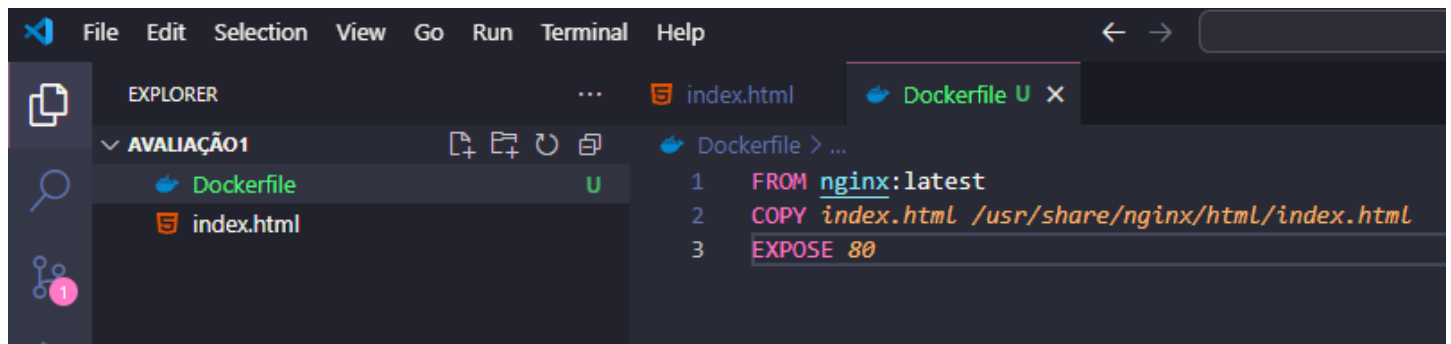 File Edit Selection View Go Run Terminal Help
EXPLORER ...
index.html
Dockerfile U
AVALIAÇÃO1
Dockerfile > ...
Dockerfile U
index.html
1 FROM nginx:latest
2 COPY index.html /usr/share/nginx/html/index.html
3 EXPOSE 80
1